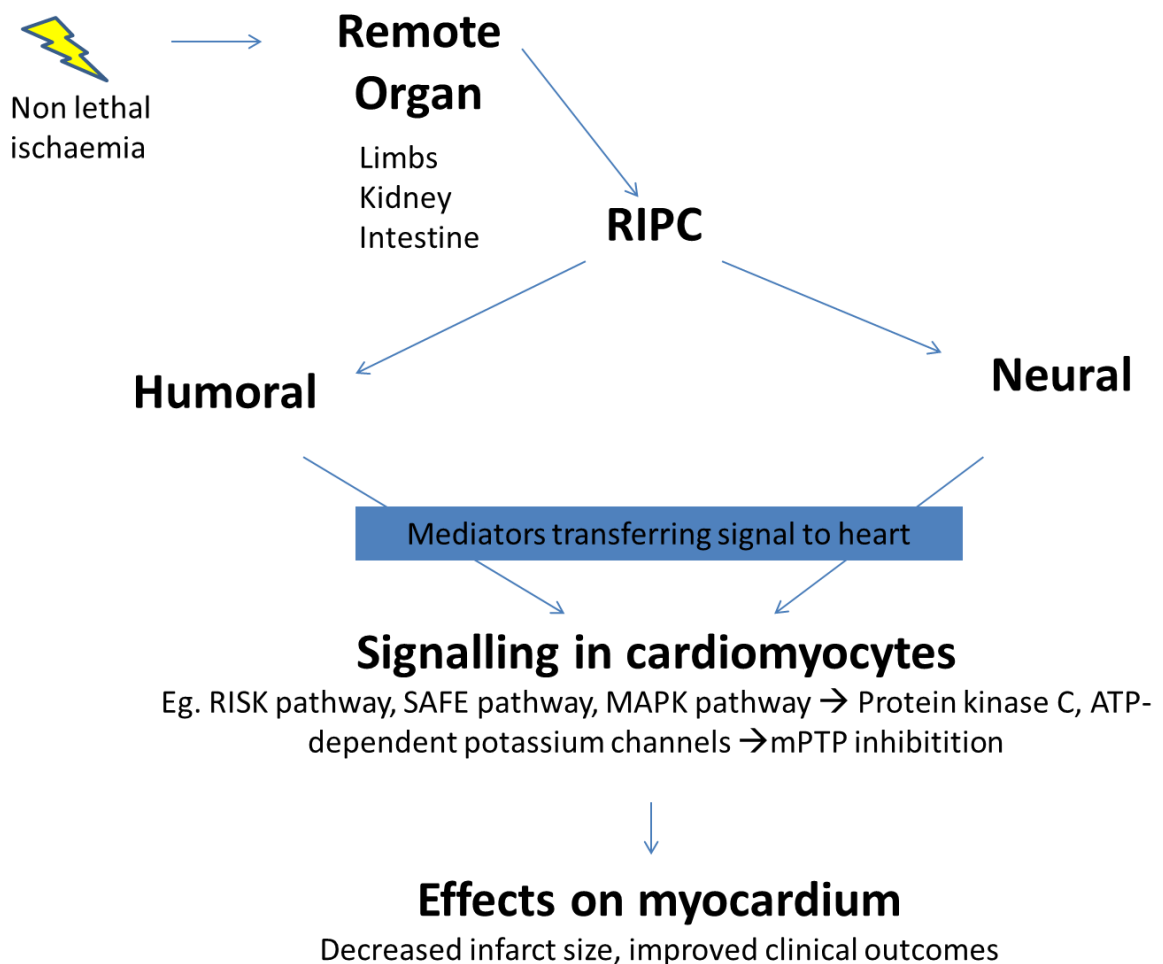 Non lethal
ischaemia
Remote
Organ
Limbs
Kidney
Intestine
RIPC
Humoral
Neural
Mediators transferring signal to heart
Signalling in cardiomyocytes
Eg. RISK pathway, SAFE pathway, MAPK pathway → Protein kinase C, ATP-
dependent potassium channels →mPTP inhibitition
Effects on myocardium
Decreased infarct size, improved clinical outcomes